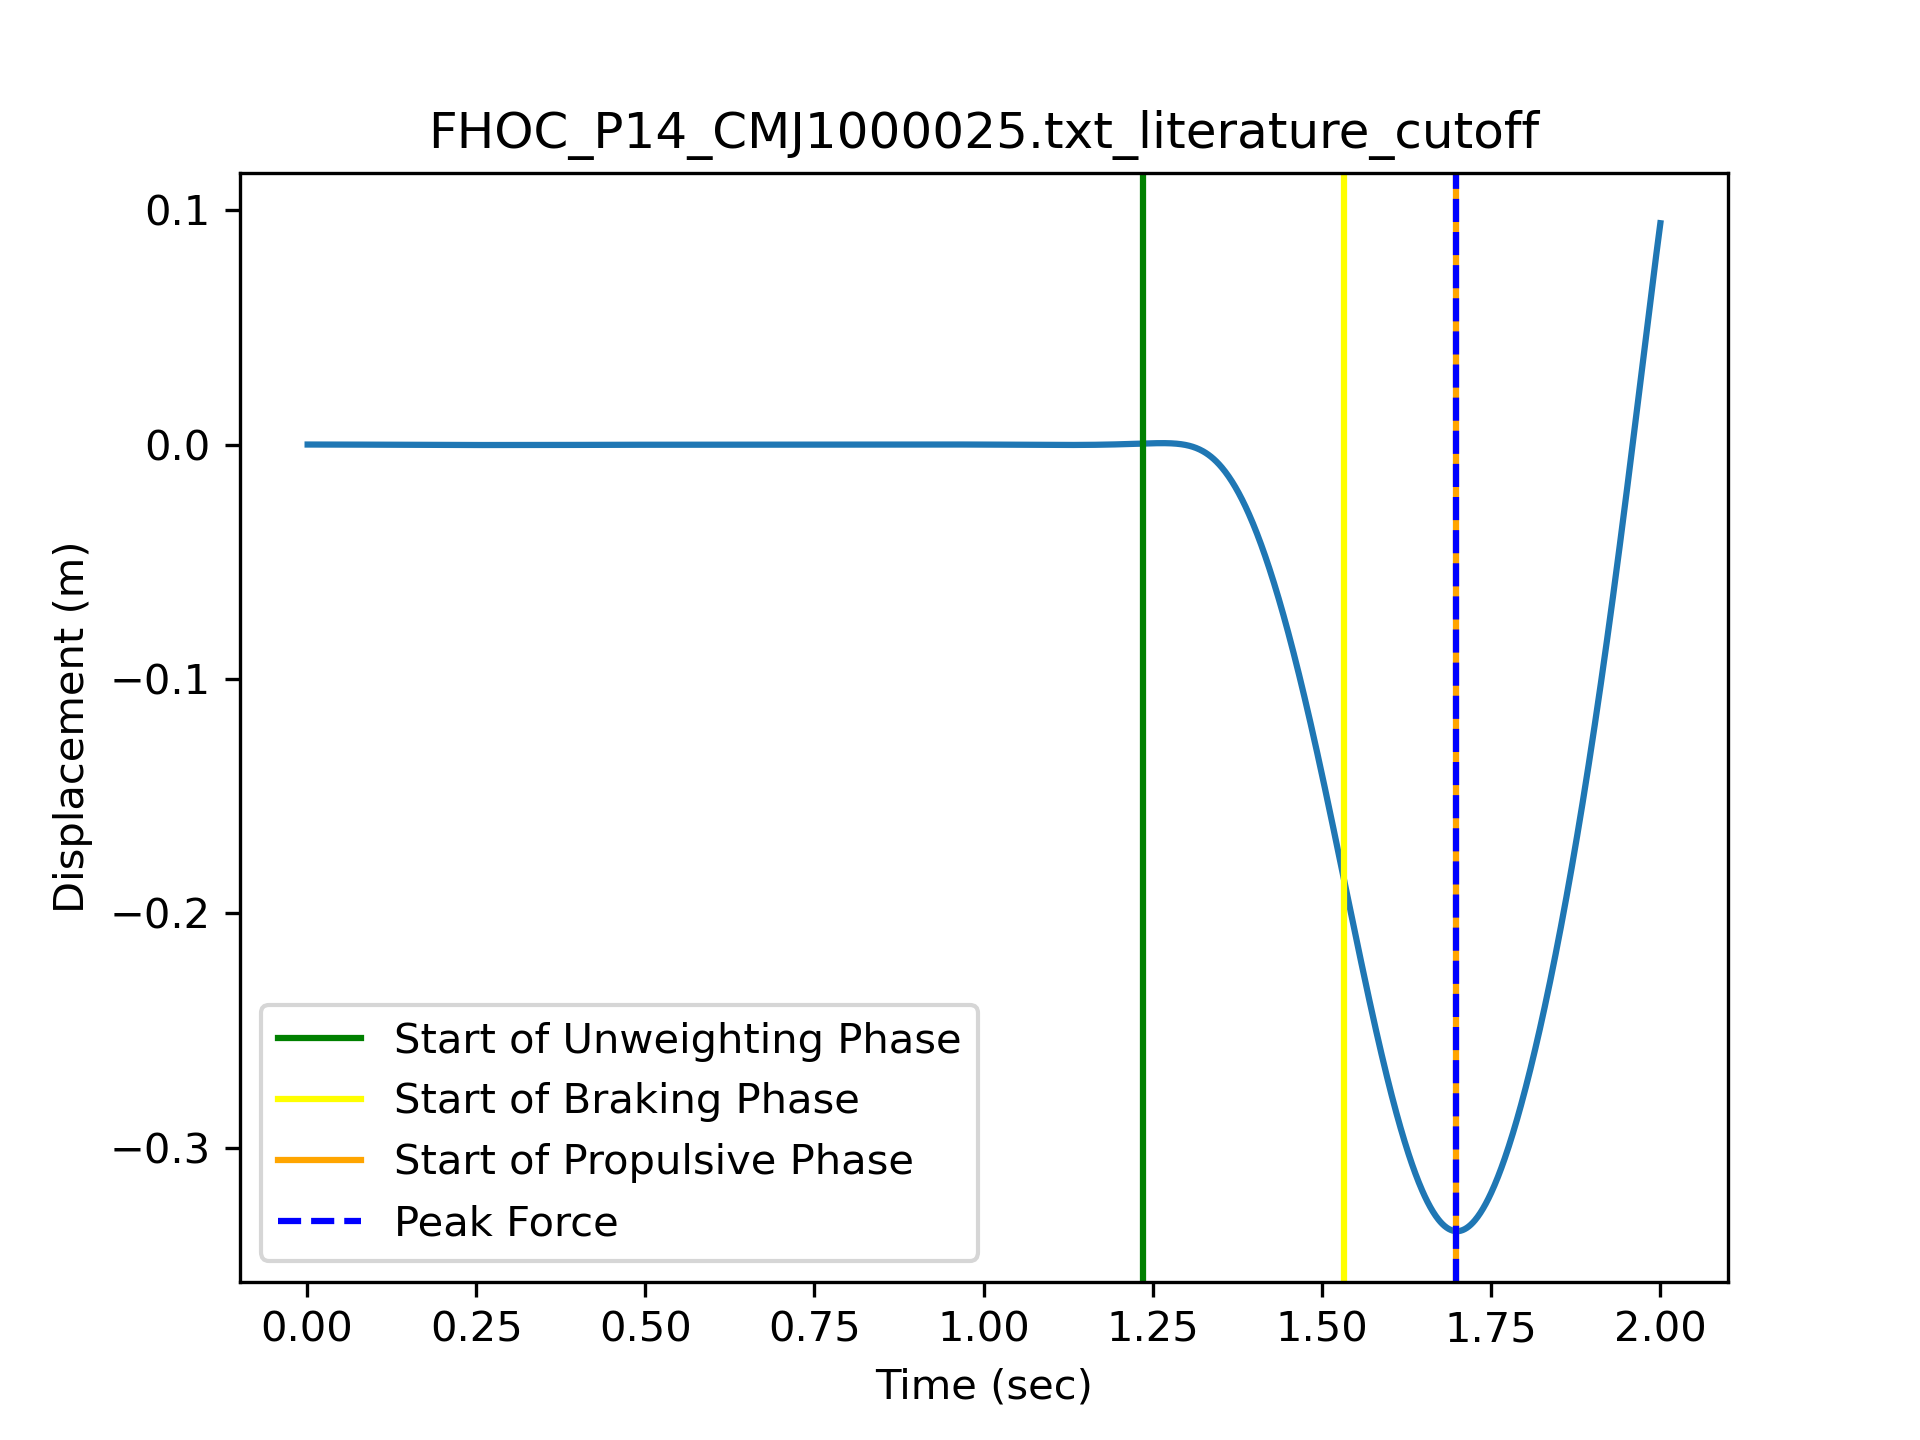 FHOC_P14_CMJ1000025.txt_literature_cutoff
0.1
0.0
−0.1
−0.2
−0.3
Displacement (m)
Start of Unweighting Phase
Start of Braking Phase
Start of Propulsive Phase
Peak Force
0.00 0.25 0.50 0.75 1.00 1.25 1.50 1.75 2.00
Time (sec)